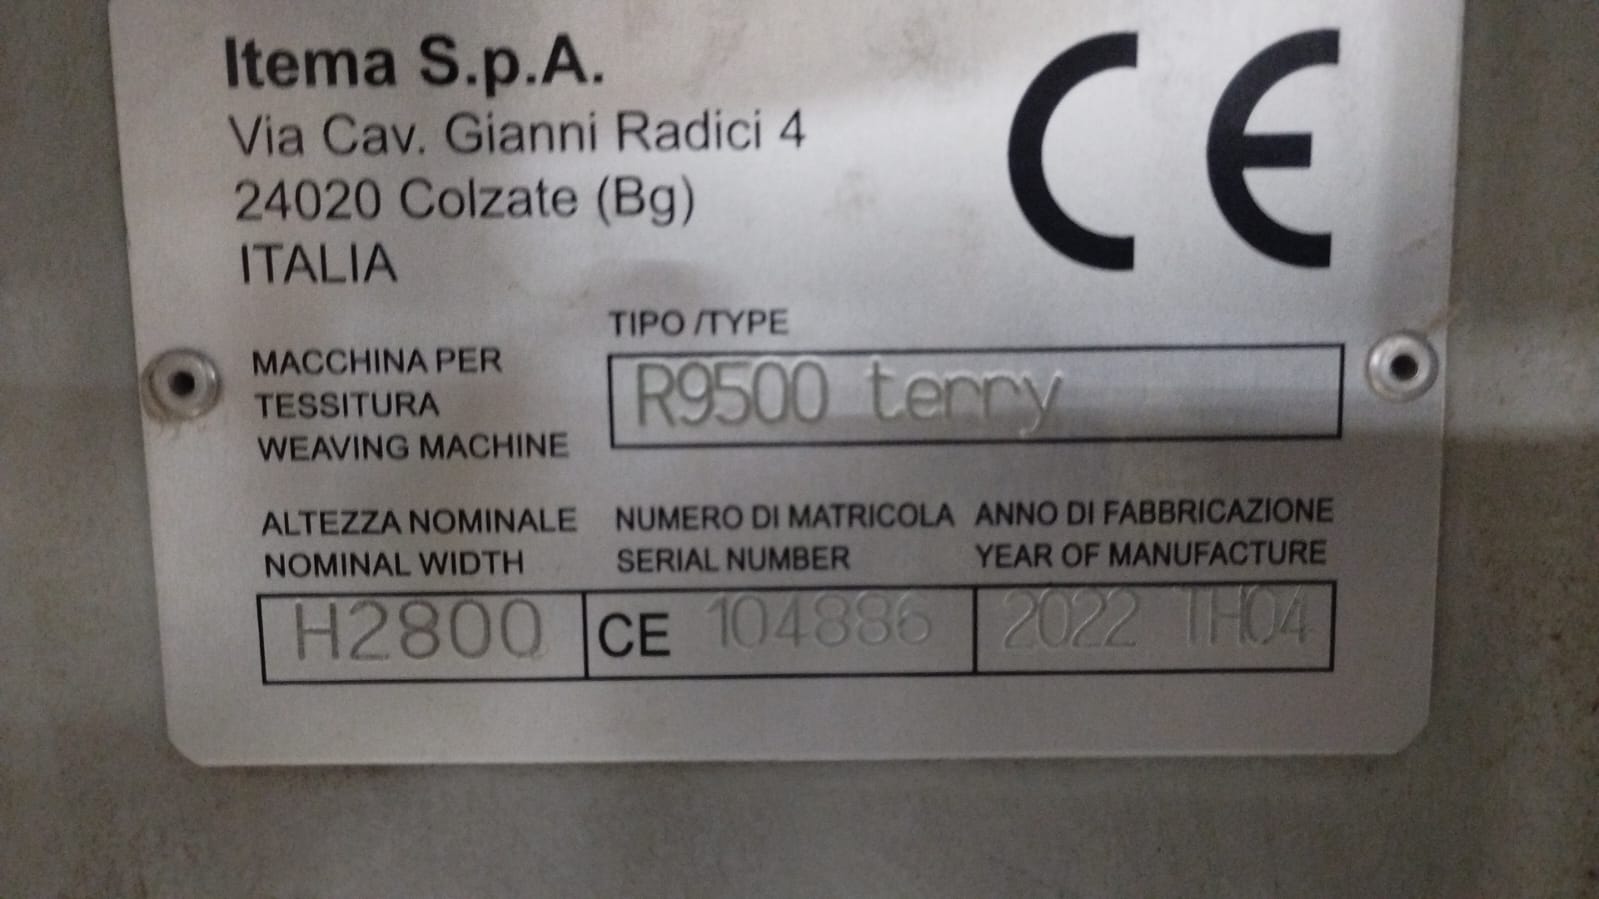 Itema S.p.A.
Via Cav. Gianni Radici 4
24020 Colzate (Bg)
ITALIA
CE
TIPO /TYPE
MACCHINA PER
TESSITURA
WEAVING MACHINE
R9500 terry
ALTEZZA NOMINALE NUMERO DI MATRICOLA ANNO DI FABBRICAZIONE
NOMINAL WIDTH SERIAL NUMBER YEAR OF MANUFACTURE
H2800 CE 104886 2022 TH04